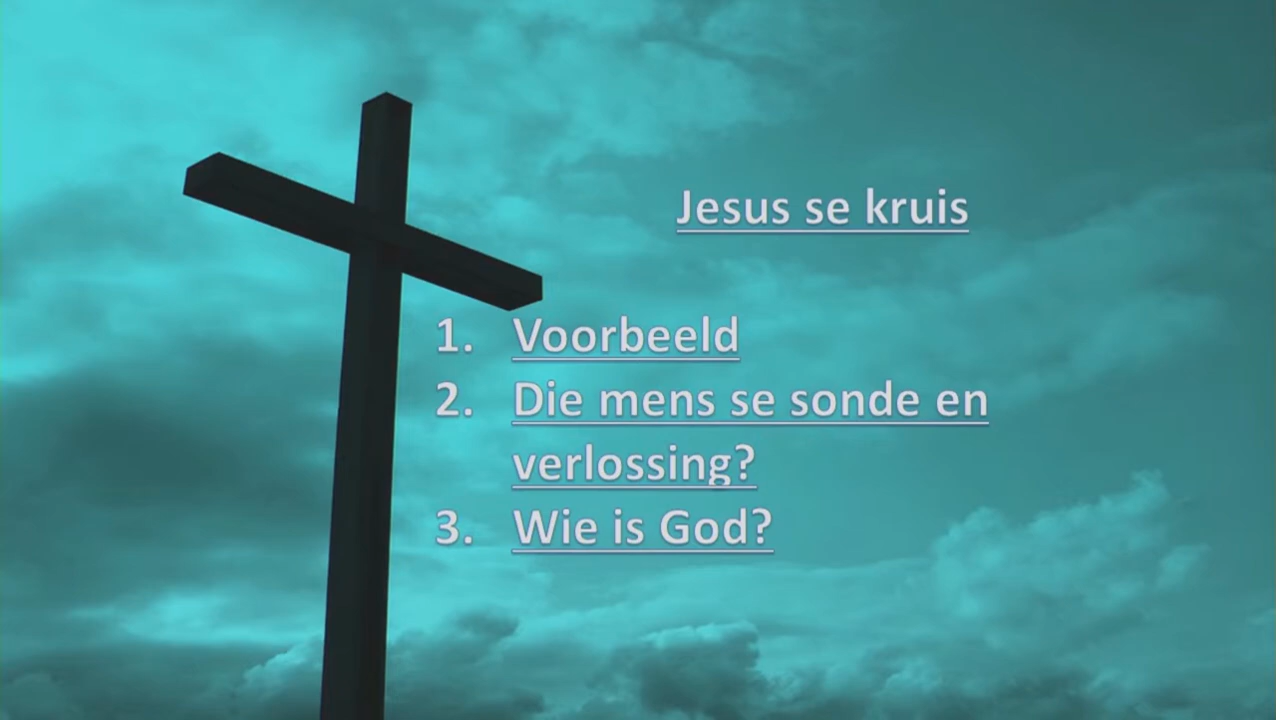 Jesus se kruis
1. Voorbeeld
2. Die mens se sonde en
verlossing?
3. Wie is God?